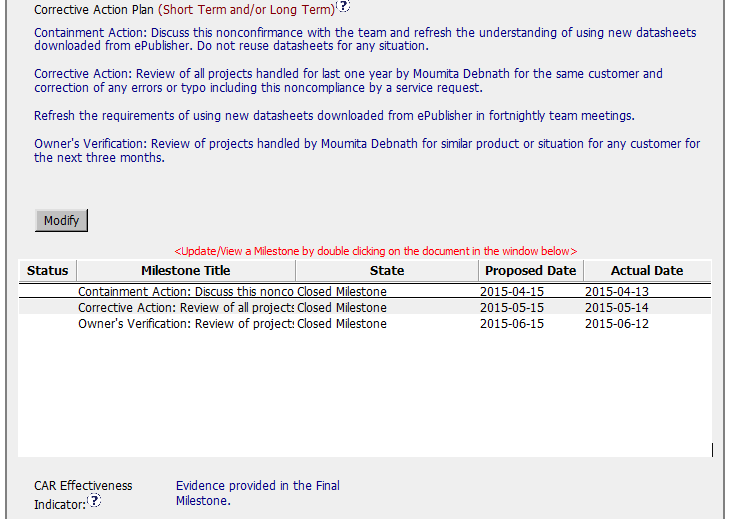 Corrective Action Plan (Short Term and/or Long Term)?
Containment Action: Discuss this nonconfirmance with the team and refresh the understanding of using new datasheets
downloaded from ePublisher. Do not reuse datasheets for any situation.
Corrective Action: Review of all projects handled for last one year by Moumita Debnath for the same customer and
correction of any errors or typo including this noncompliance by a service request.
Refresh the requirements of using new datasheets downloaded from ePublisher in fortnightly team meetings.
Owner's Verification: Review of projects handled by Moumita Debnath for similar product or situation for any customer for
the next three months.
Modify
<Update/View a Milestone by double clicking on the document in the window below>
Status Milestone Title State Proposed Date Actual Date
Containment Action: Discuss this nonco Closed Milestone 2015-04-15 2015-04-13
Corrective Action: Review of all projects Closed Milestone 2015-05-15 2015-05-14
Owner's Verification: Review of projects Closed Milestone 2015-06-15 2015-06-12
CAR Effectiveness Evidence provided in the Final
Indicator:? Milestone.